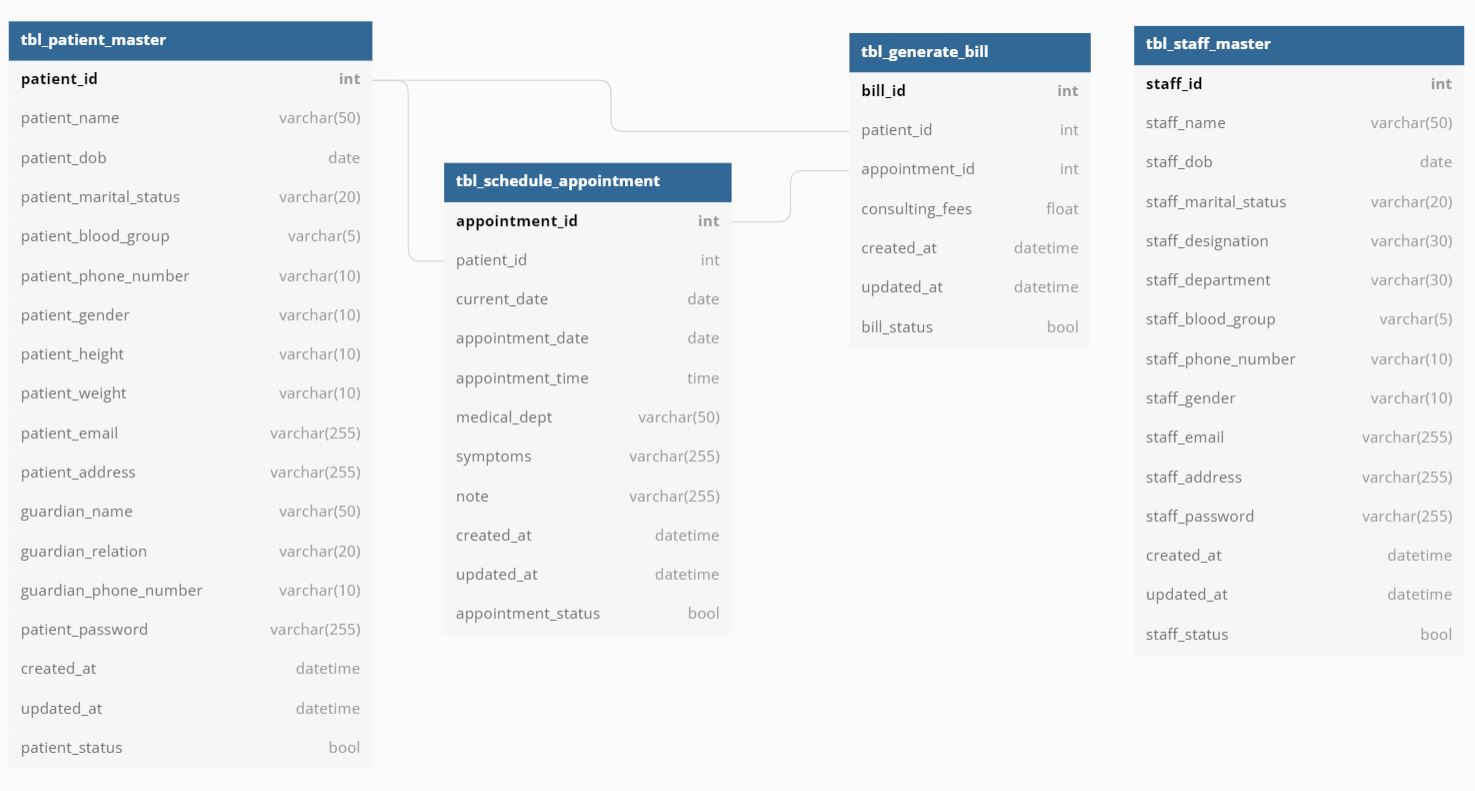 tbl_patient_master
patient_id int
patient_name varchar(50)
patient_dob date
patient_marital_status varchar(20)
patient_blood_group varchar(5)
patient_phone_number varchar(10)
patient_gender varchar(10)
patient_height varchar(10)
patient_weight varchar(10)
patient_email varchar(255)
patient_address varchar(255)
guardian_name varchar(50)
guardian_relation varchar(20)
guardian_phone_number varchar(10)
patient_password varchar(255)
created_at datetime
updated_at datetime
patient_status bool
tbl_schedule_appointment
appointment_id int
patient_id int
current_date date
appointment_date date
appointment_time time
medical_dept varchar(50)
symptoms varchar(255)
note varchar(255)
created_at datetime
updated_at datetime
appointment_status bool
tbl_generate_bill
bill_id int
patient_id int
appointment_id int
consulting_fees float
created_at datetime
updated_at datetime
bill_status bool
tbl_staff_master
staff_id int
staff_name varchar(50)
staff_dob date
staff_marital_status varchar(20)
staff_designation varchar(30)
staff_department varchar(30)
staff_blood_group varchar(5)
staff_phone_number varchar(10)
staff_gender varchar(10)
staff_email varchar(255)
staff_address varchar(255)
staff_password varchar(255)
created_at datetime
updated_at datetime
staff_status bool